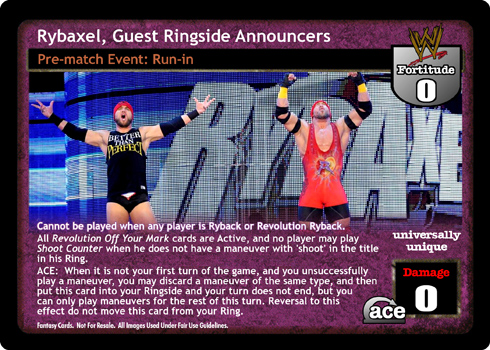 Rybaxel, Guest Ringside Announcers
Pre-match Event: Run-in
W
Fortitude
0
RYBAXEL
BETTER
THAN
PERFECT
Cannot be played when any player is Ryback or Revolution Ryback.
All Revolution Off Your Mark cards are Active, and no player may play
Shoot Counter when he does not have a maneuver with 'shoot' in the title
in his Ring.
ACE: When it is not your first turn of the game, and you unsuccessfully
play a maneuver, you may discard a maneuver of the same type, and then
put this card into your Ringside and your turn does not end, but you
can only play maneuvers for the rest of this turn. Reversal to this
effect do not move this card from your Ring.
universally
unique
Damage
0
ace
Fantasy Cards. Not For Resale. All Images Used Under Fair Use Guidelines.